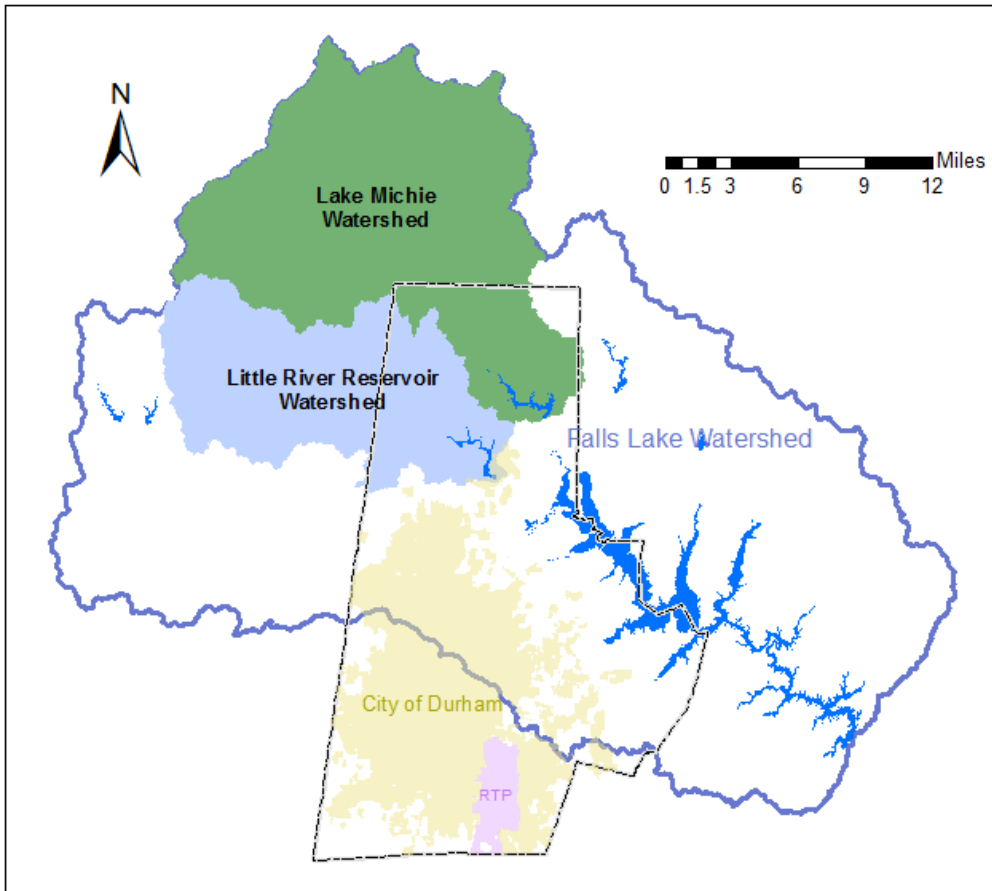 N
Miles
0 1.5 3 6 9 12
Lake Michie
Watershed
Little River Reservoir
Watershed
Falls Lake Watershed
City of Durham
RTP